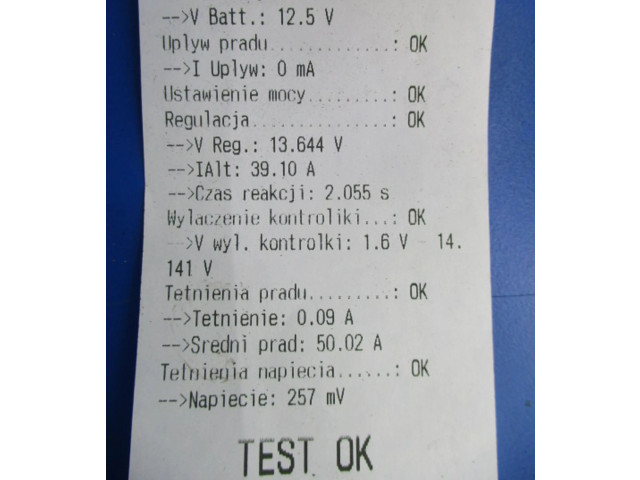 -->V Batt.: 12.5 V
Uplyw pradu.............: OK
-->I Uplyw: 0 mA
Ustawienie mocy.........: OK
Regulacja...............: OK
-->V Reg.: 13.644 V
-->IAlt: 39.10 A
-->Czas reakcji: 2.055 s
Wylaczenie kontroliki...: OK
-->V wyl. kontrolki: 1.6 V - 14.
141 V
Tetnienia pradu.........: OK
-->Tetnienie: 0.09 A
-->Sredni prad: 50.02 A
Tetnienia napiecia......: OK
-->Napiecie: 257 mV
TEST OK